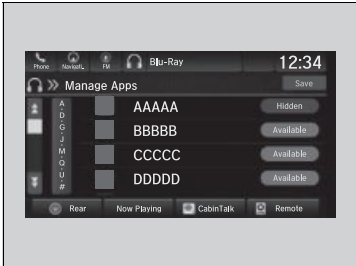 Phone Navigati.. FM Blu-Ray 12:34
Manage Apps Save
A
D
G
J
M
Q
U
#
AAAAA Hidden
BBBBB Available
CCCCC Available
DDDDD Available
Rear Now Playing CabinTalk Remote